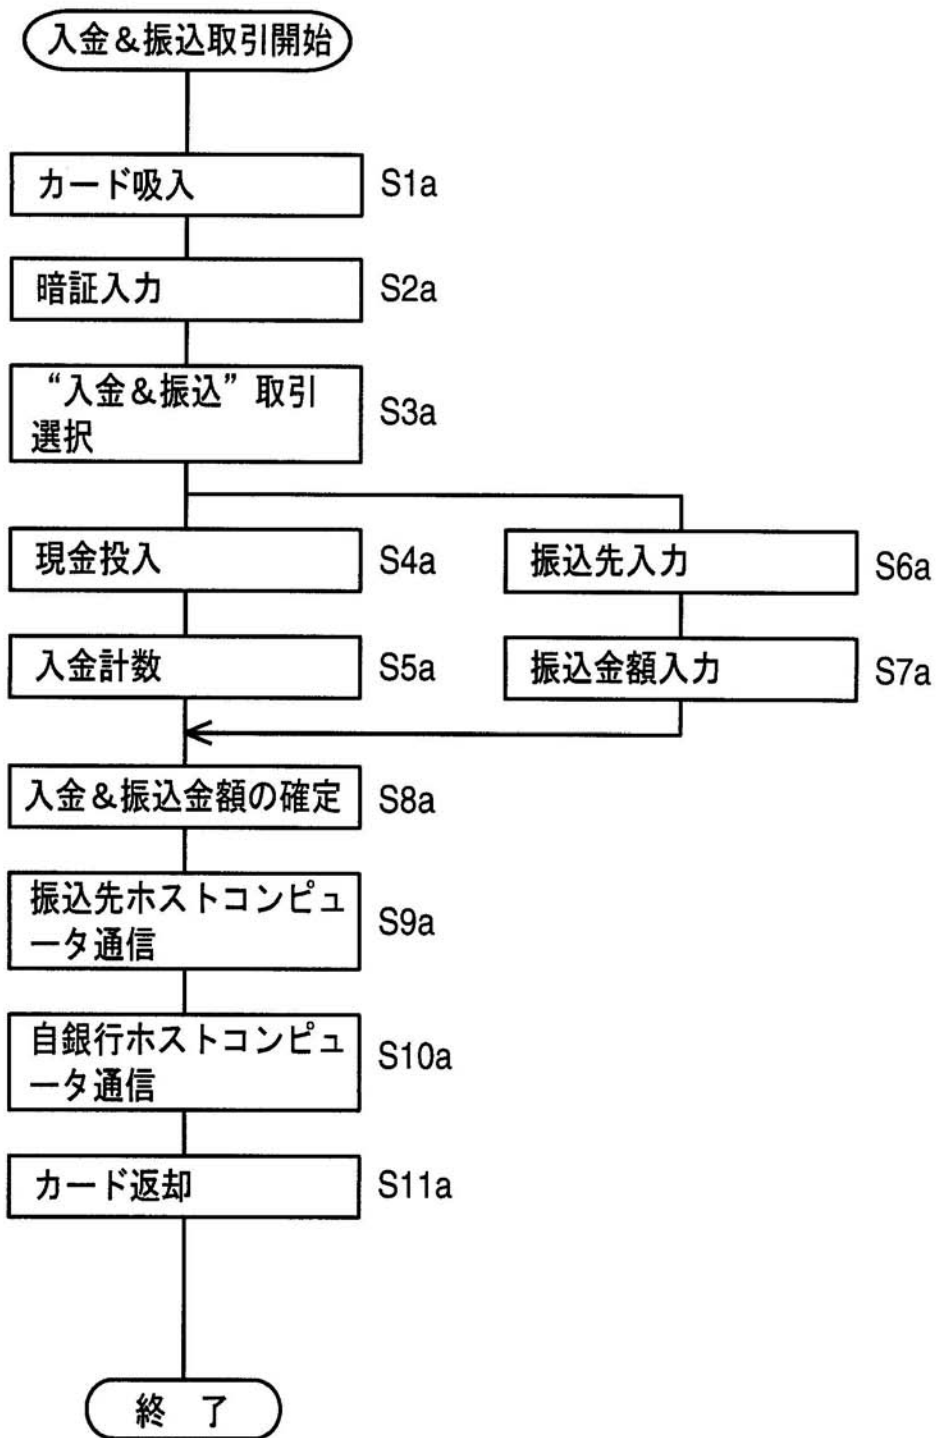 入金&振込取引開始
カード吸入 S1a
暗証入力 S2a
“入金&振込”取引
選択
S3a
現金投入 S4a
振込先入力 S6a
入金計数 S5a
振込金額入力 S7a
入金&振込金額の確定 S8a
振込先ホストコンピュ
ータ通信
S9a
自銀行ホストコンピュ
ータ通信
S10a
カード返却 S11a
終 了